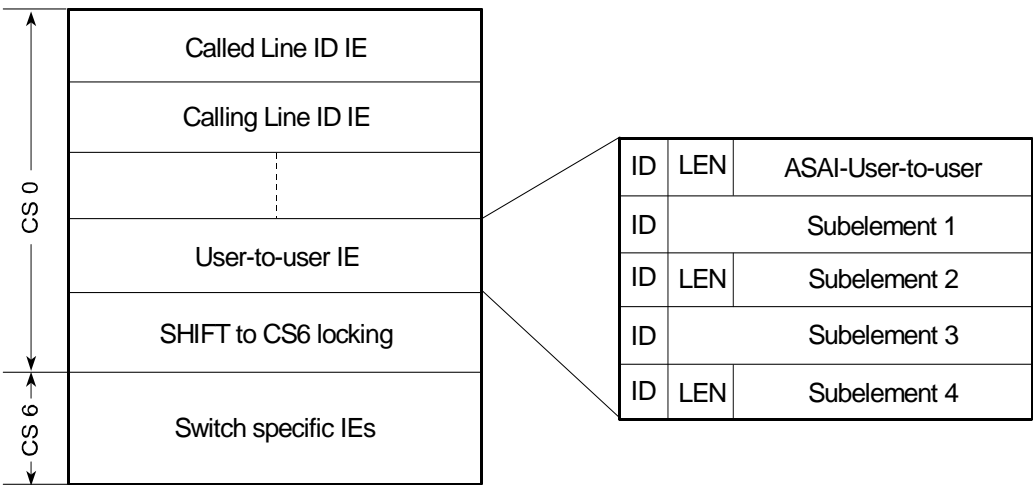 CS 0
CS 6
Called Line ID IE
Calling Line ID IE
User-to-user IE
SHIFT to CS6 locking
Switch specific IEs
ID LEN ASAI-User-to-user
ID Subelement 1
ID LEN Subelement 2
ID Subelement 3
ID LEN Subelement 4